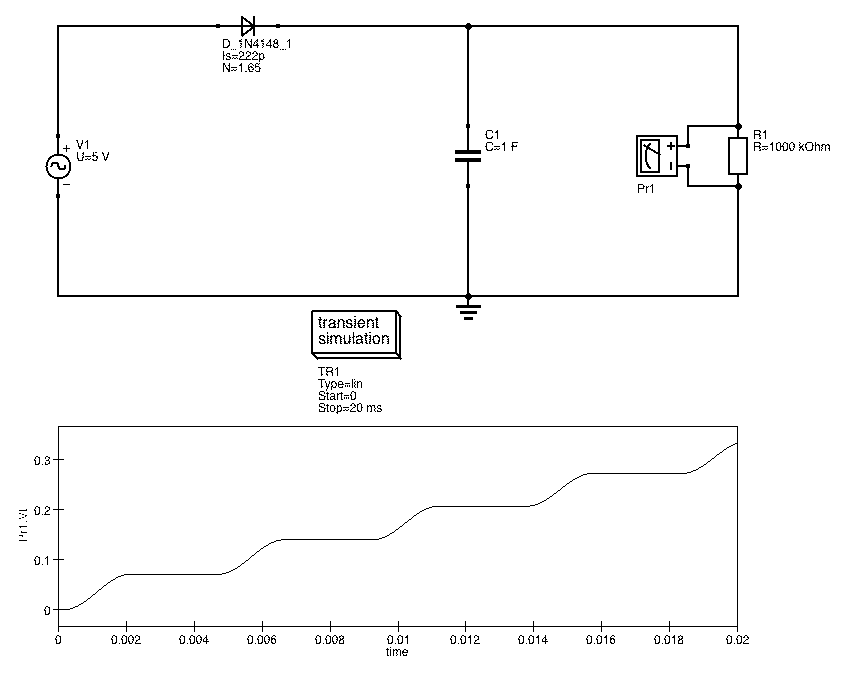 D_1N4148_1
Is=222p
N=1.65
V1
U=5 V
C1
C=1 F
R1
R=1000 kOhm
Pr1
transient
simulation
TR1
Type=lin
Start=0
Stop=20 ms
Pr1.Vt
0.3
0.2
0.1
0
0 0.002 0.004 0.006 0.008 0.01 0.012 0.014 0.016 0.018 0.02
time